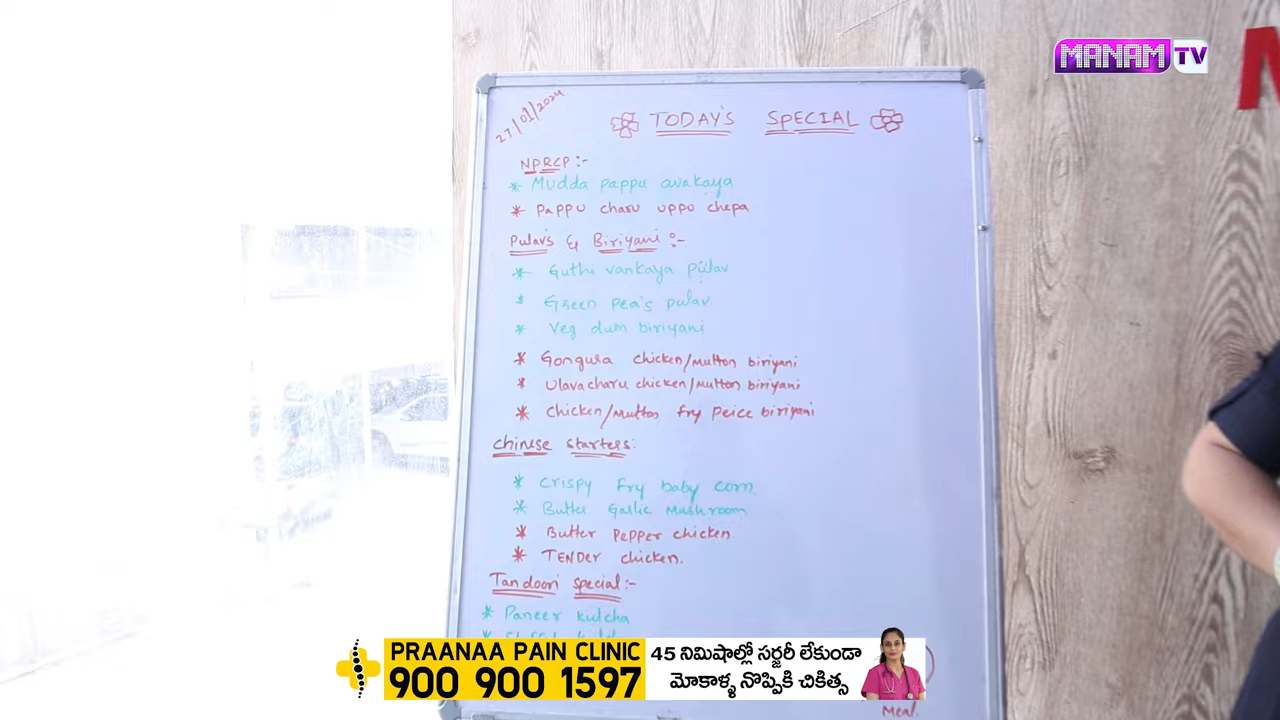 MANAM TV
27/01/2024
TODAY'S SPECIAL
NPRCP :-
* Mudda pappu avakaya
* Pappu charu uppu chepa
Pulav's & Biriyani :-
* Guthi vankaya pulav
* Green pea's pulav
* Veg dum biriyani
* Gongura chicken/mutton biriyani
* Ulavacharu chicken/mutton biriyani
* Chicken/Mutton fry peice biriyani
Chinese starters:
* Crispy fry baby corn
* Butter Garlic Mushroom
* Butter Pepper chicken
* TENDER chicken.
Tandoori special :-
* Paneer kulcha
PRAANAA PAIN CLINIC
900 900 1597
45 నిమిషాల్లో సర్జరీ లేకుండా
మోకాళ్ళ నొప్పికి చికిత్స
Meal.